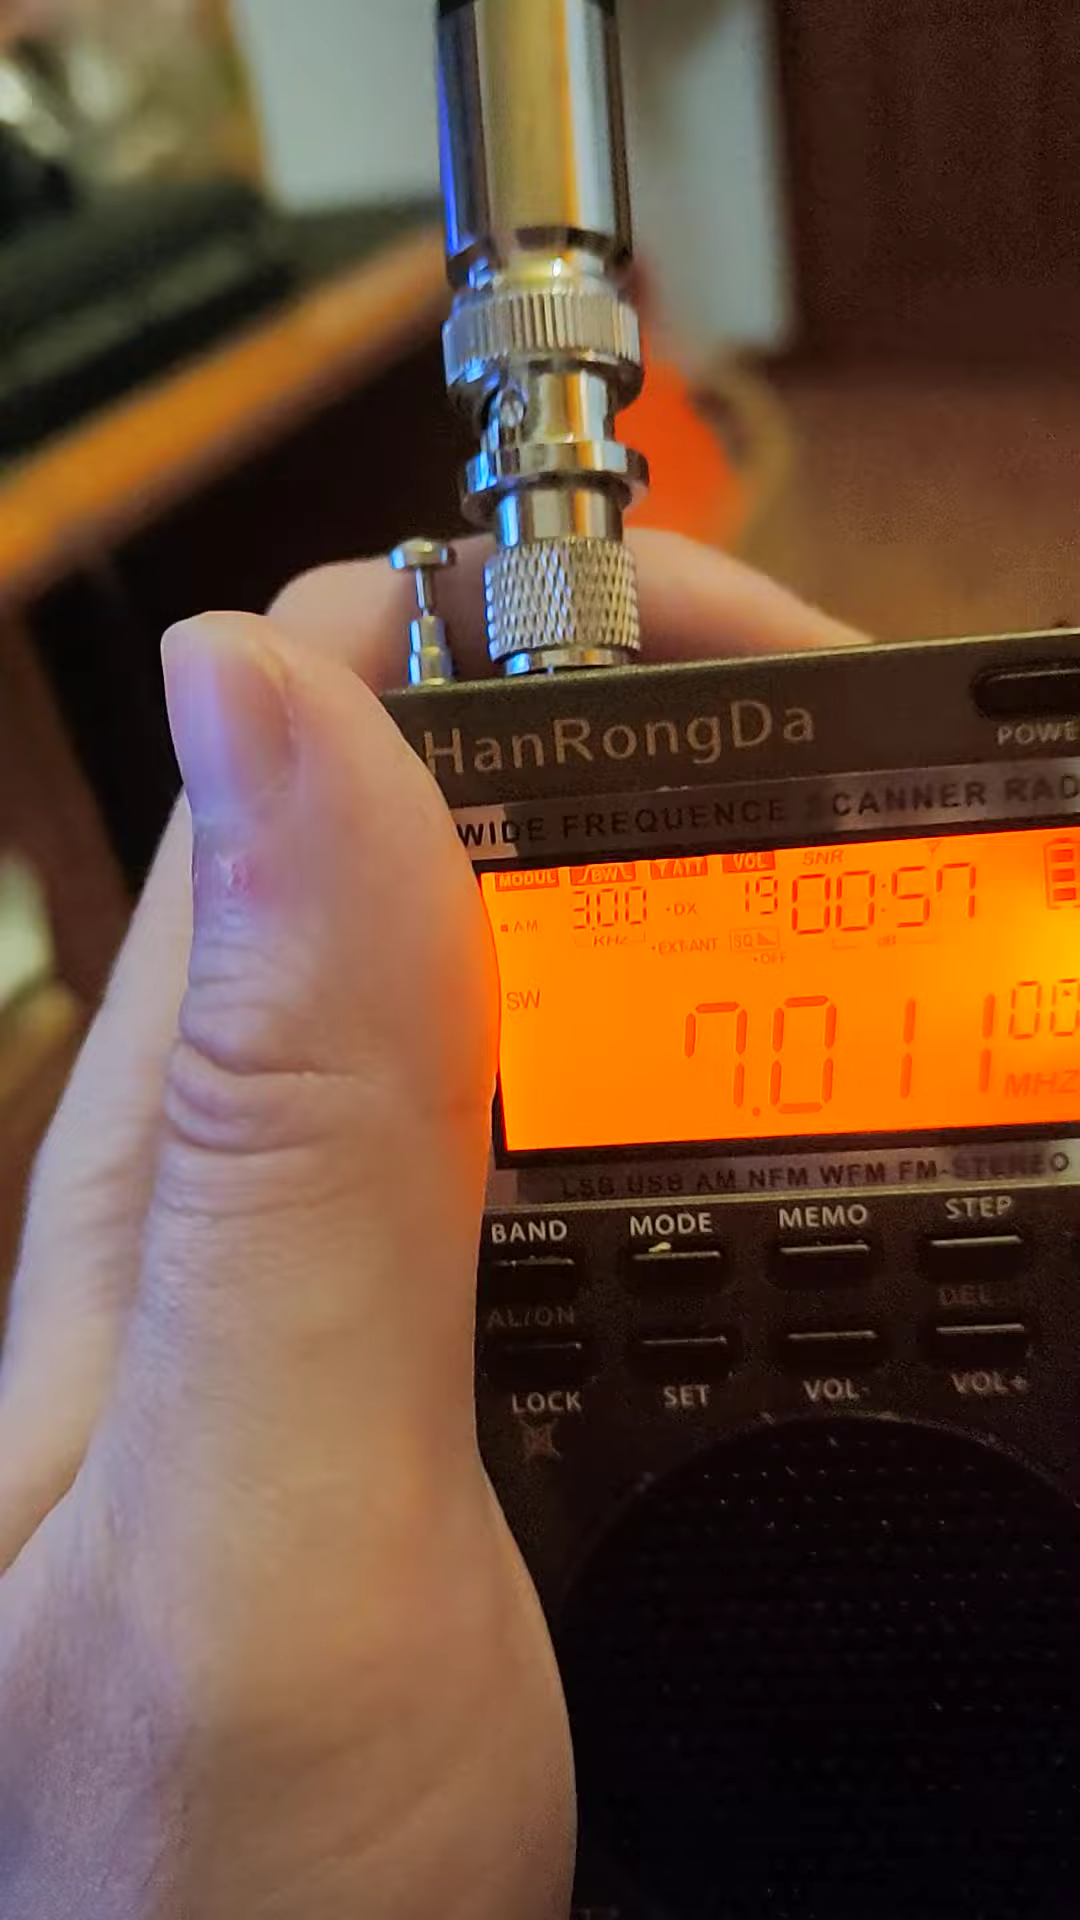 HanRongDa
POWE
WIDE FREQUENCE SCANNER RAD
MODUL BW ATT VOL SNR
AM 3.00 DX 19 00:57
KHz EXT-ANT SQ dB
OFF
SW 7.011 00
MHZ
LSB USB AM NFM WFM FM-STEREO
BAND MODE MEMO STEP
AL/ON DEL
LOCK SET VOL- VOL+